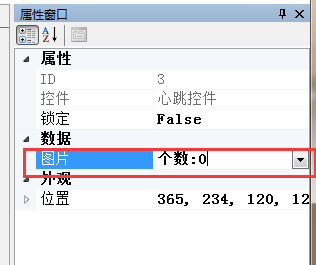 属性窗口
属性
ID 3
控件 心跳控件
锁定 False
数据
图片 个数:0
外观
位置 365, 234, 120, 12